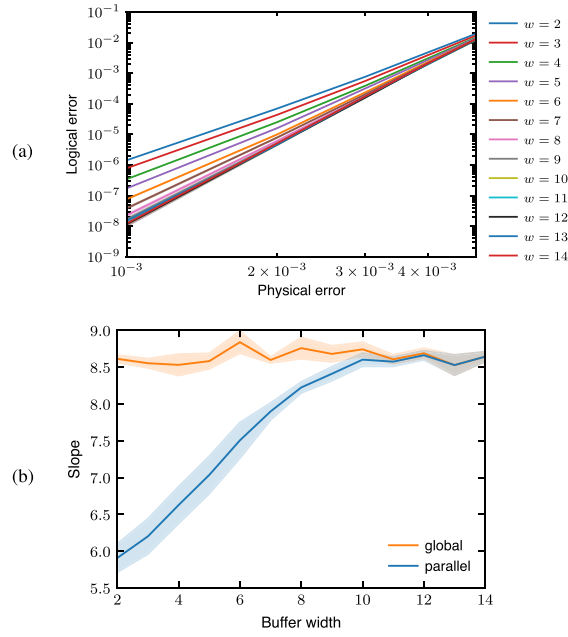 (a)
Logical error
10⁻¹
10⁻²
10⁻³
10⁻⁴
10⁻⁵
10⁻⁶
10⁻⁷
10⁻⁸
10⁻⁹
10⁻³
2 × 10⁻³
3 × 10⁻³
4 × 10⁻³
Physical error
w = 2
w = 3
w = 4
w = 5
w = 6
w = 7
w = 8
w = 9
w = 10
w = 11
w = 12
w = 13
w = 14
(b)
Slope
9.0
8.5
8.0
7.5
7.0
6.5
6.0
5.5
2 4 6 8 10 12 14
Buffer width
global
parallel